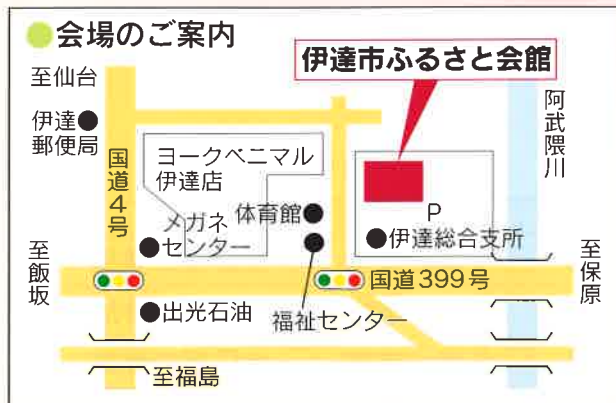 ●会場のご案内
至仙台
伊達市ふるさと会館
伊達●
郵便局
国道4号
ヨークベニマル
伊達店
阿武隈川
メガネ
●センター
体育館●
P
●伊達総合支所
至飯坂
国道399号
至保原
●出光石油
福祉センター
至福島